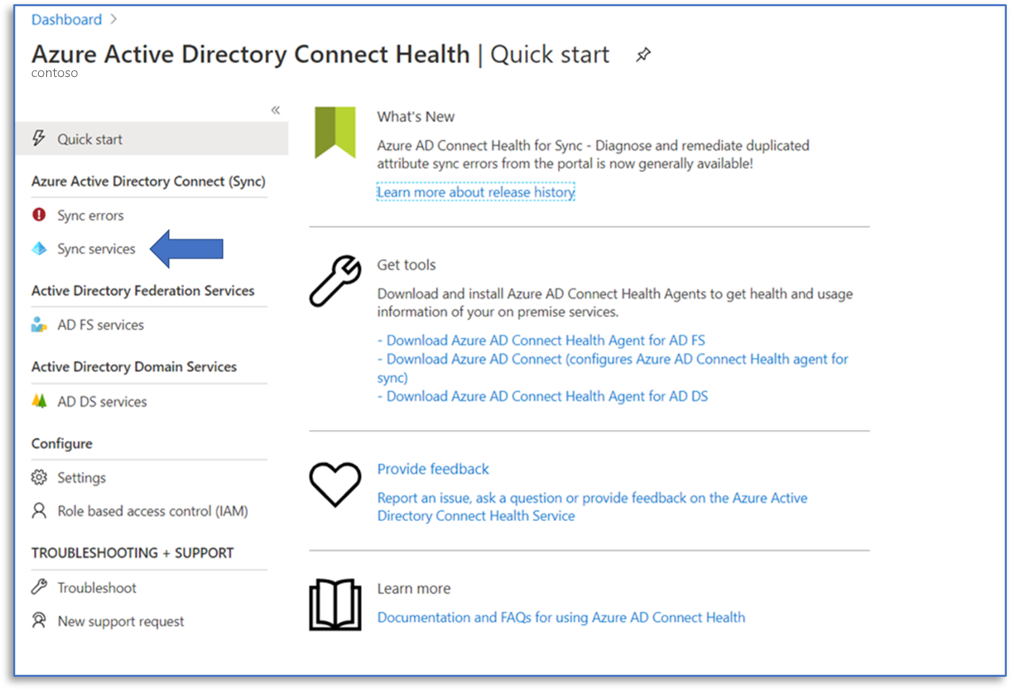 Dashboard >
Azure Active Directory Connect Health | Quick start
contoso
«
Quick start
Azure Active Directory Connect (Sync)
Sync errors
Sync services
Active Directory Federation Services
AD FS services
Active Directory Domain Services
AD DS services
Configure
Settings
Role based access control (IAM)
TROUBLESHOOTING + SUPPORT
Troubleshoot
New support request
What's New
Azure AD Connect Health for Sync - Diagnose and remediate duplicated
attribute sync errors from the portal is now generally available!
Learn more about release history
Get tools
Download and install Azure AD Connect Health Agents to get health and usage
information of your on premise services.
- Download Azure AD Connect Health Agent for AD FS
- Download Azure AD Connect (configures Azure AD Connect Health agent for
sync)
- Download Azure AD Connect Health Agent for AD DS
Provide feedback
Report an issue, ask a question or provide feedback on the Azure Active
Directory Connect Health Service
Learn more
Documentation and FAQs for using Azure AD Connect Health